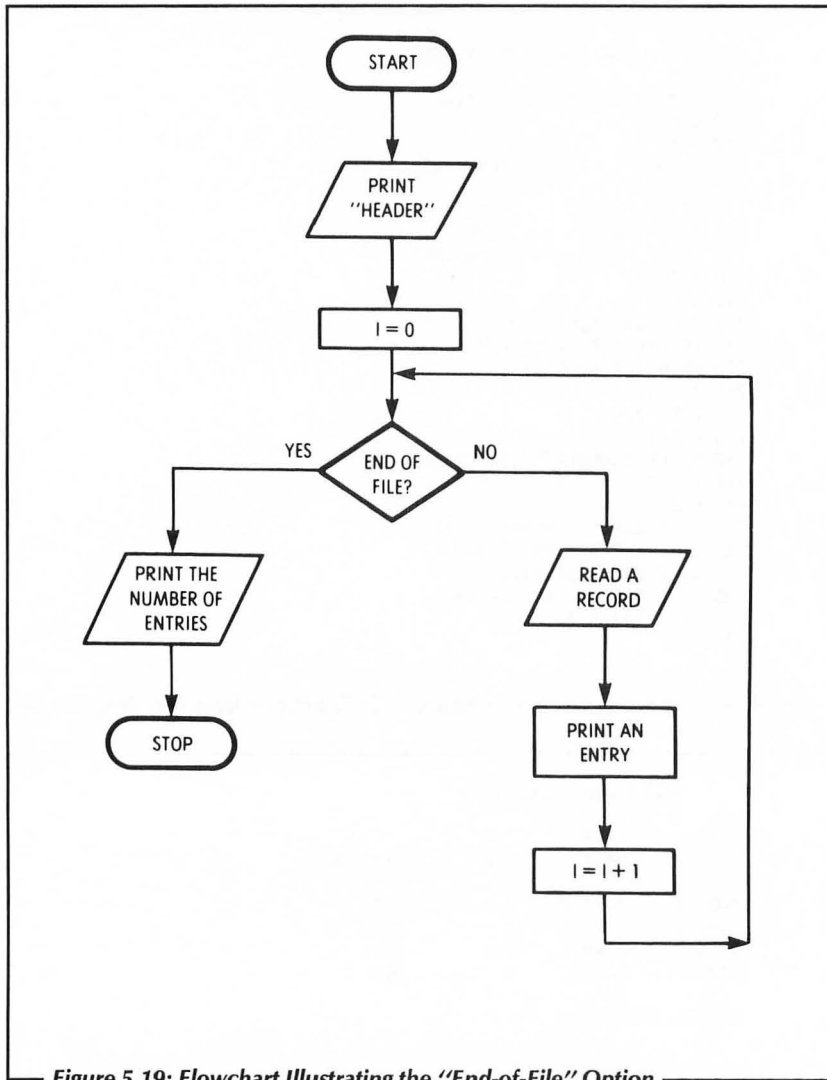 START
PRINT
"HEADER"
I = 0
YES
END OF
FILE?
NO
PRINT THE
NUMBER OF
ENTRIES
READ A
RECORD
STOP
PRINT AN
ENTRY
I = I + 1
Figure 5.19: Flowchart Illustrating the "End-of-File" Option